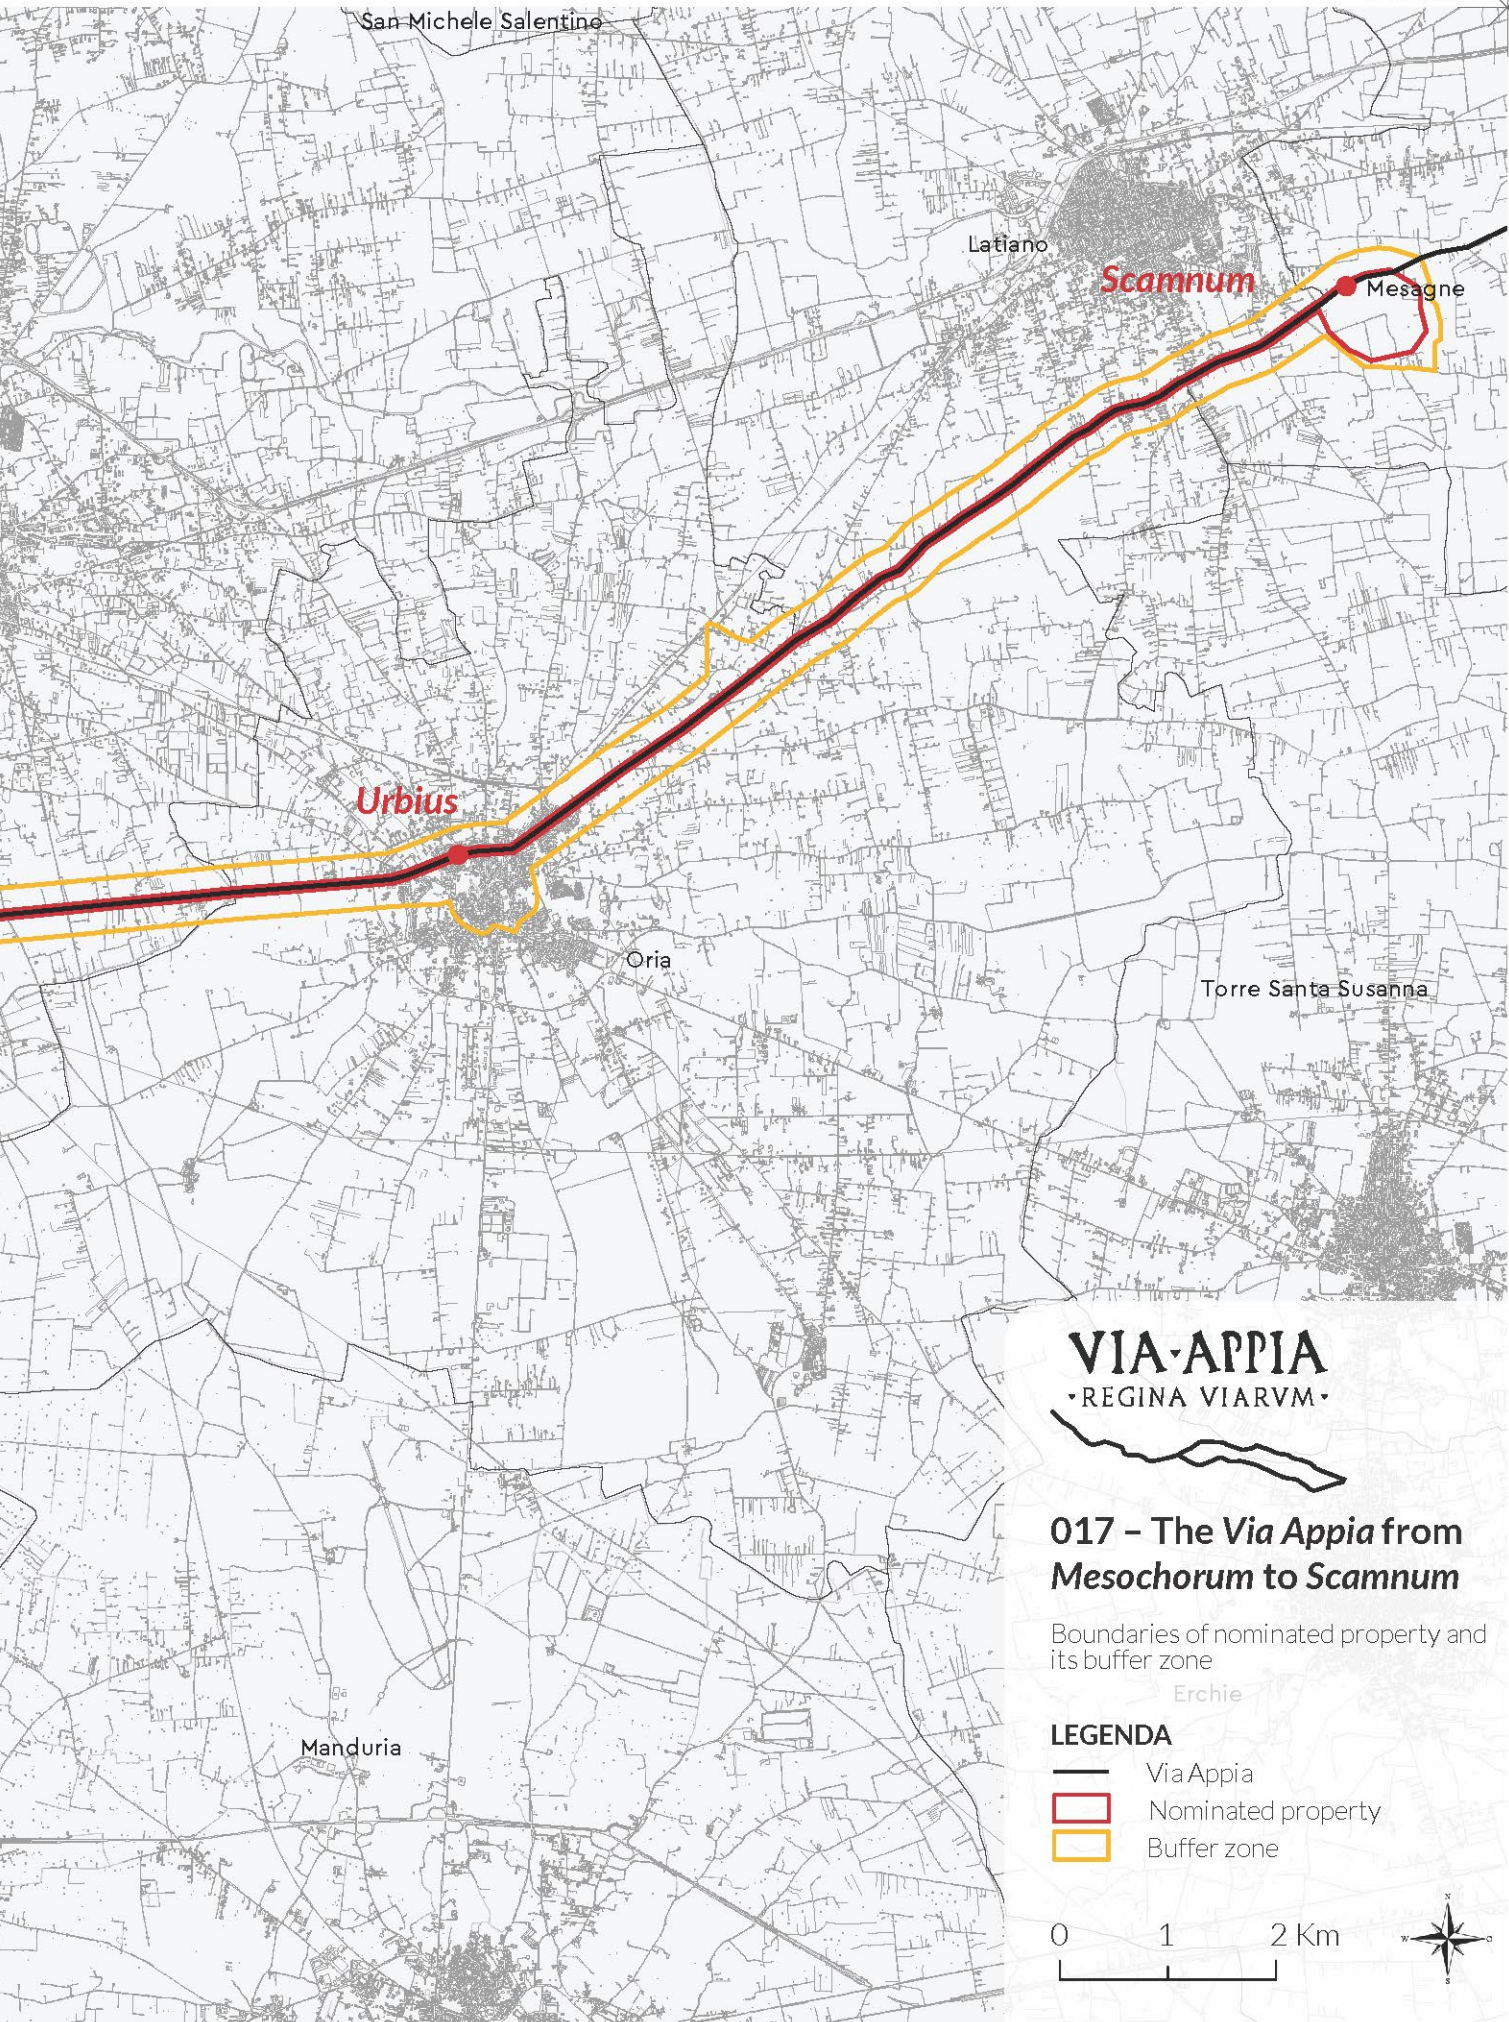 San Michele Salentino
Latiano
Scamnum
Mesagne
Urbius
Oria
Torre Santa Susanna
Manduria
VIA·APPIA
·REGINA VIARVM·
017 – The Via Appia from
Mesochorum to Scamnum
Boundaries of nominated property and
its buffer zone
Erchie
LEGENDA
Via Appia
Nominated property
Buffer zone
0 1 2 Km
N
W O
S